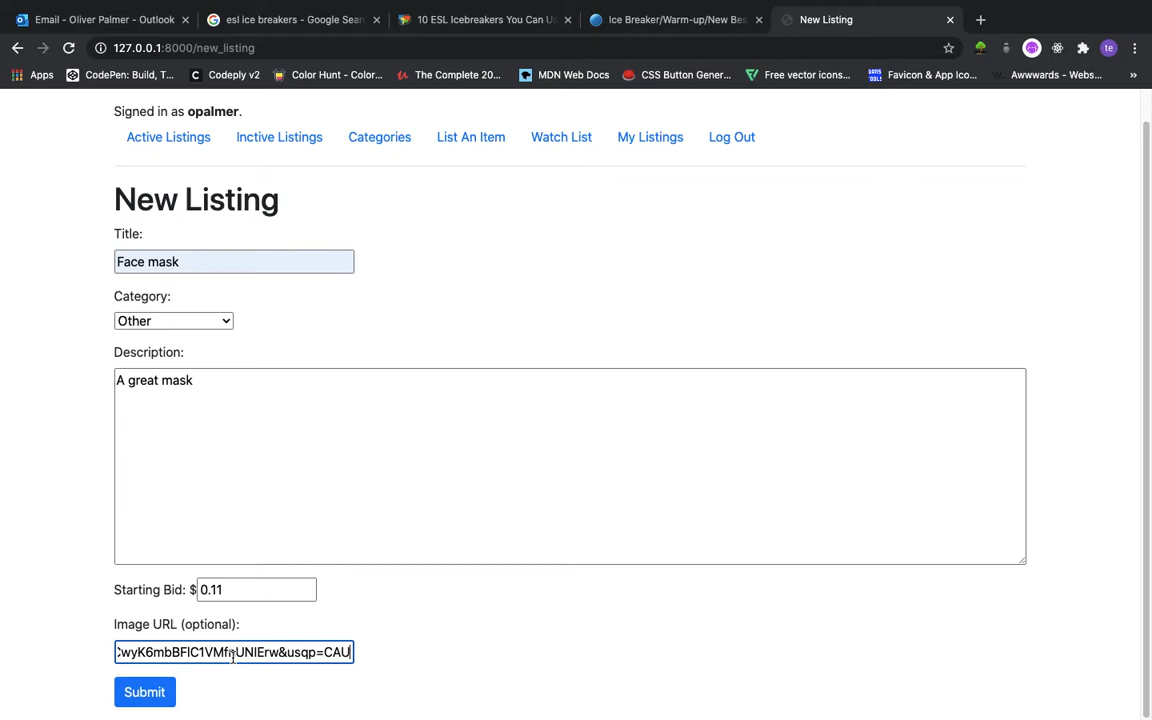 Email - Oliver Palmer - Outlook
esl ice breakers - Google Sear
10 ESL Icebreakers You Can U
Ice Breaker/Warm-up/New Bes
New Listing
127.0.0.1:8000/new_listing
te
Apps
CodePen: Build, T...
Codeply v2
Color Hunt - Color...
The Complete 20...
MDN Web Docs
CSS Button Gener...
Free vector icons...
Favicon & App Ico...
Awwwards - Webs...
Signed in as opalmer.
Active Listings Inctive Listings Categories List An Item Watch List My Listings Log Out
New Listing
Title:
Face mask
Category:
Other
Description:
A great mask
Starting Bid: $ 0.11
Image URL (optional):
Submit